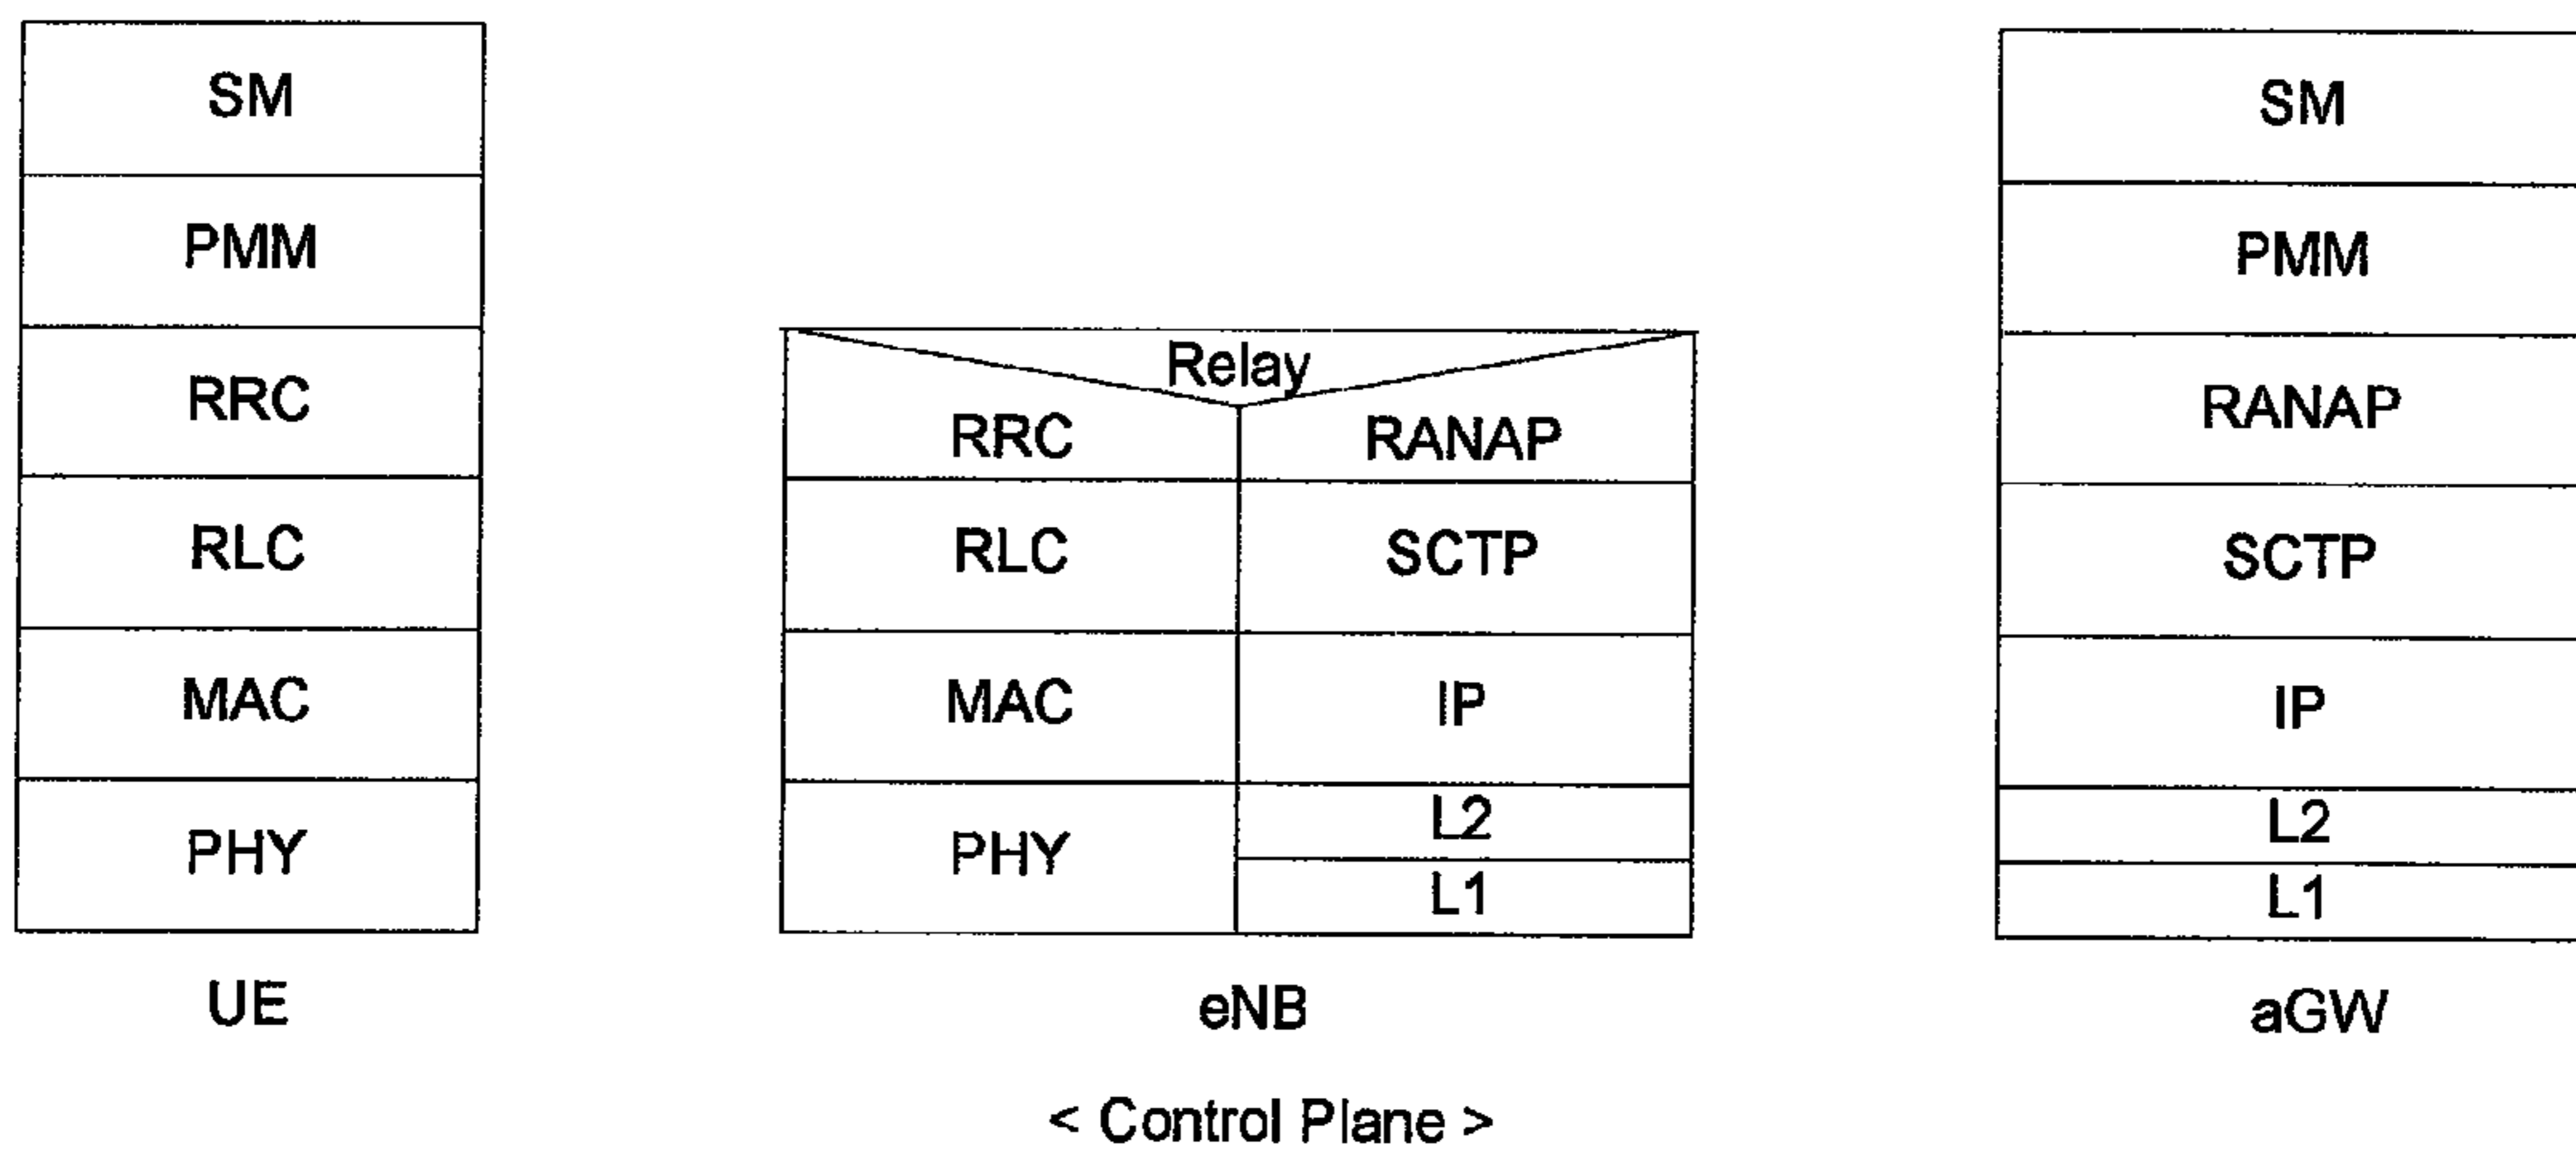 SM
PMM
RRC
RLC
MAC
PHY
UE
Relay
RRC
RANAP
RLC
SCTP
MAC
IP
PHY
L2
L1
eNB
SM
PMM
RANAP
SCTP
IP
L2
L1
aGW
< Control Plane >